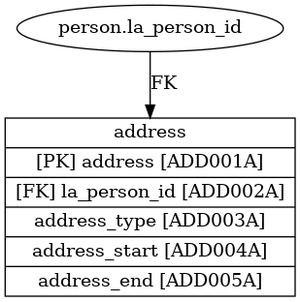 person.la_person_id
FK
address
[PK] address [ADD001A]
[FK] la_person_id [ADD002A]
address_type [ADD003A]
address_start [ADD004A]
address_end [ADD005A]